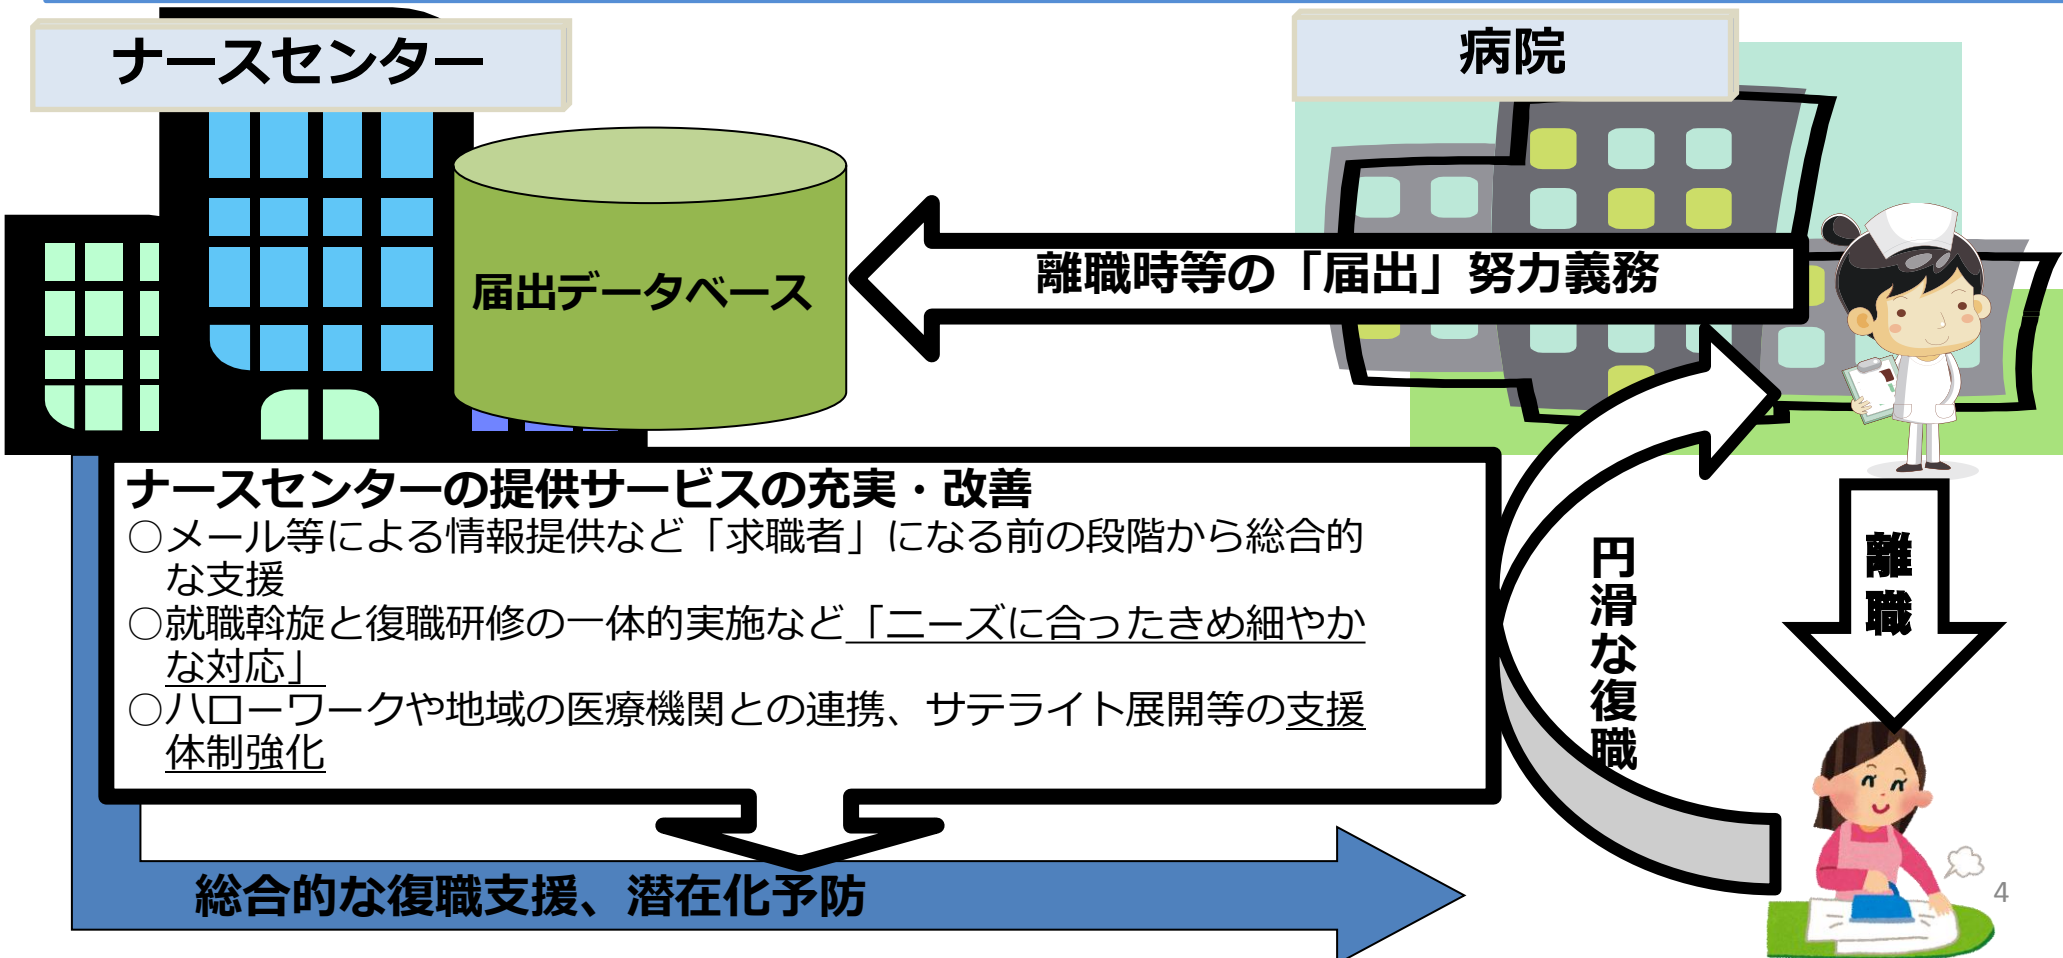 ナースセンター
病院
届出データベース
離職時等の「届出」努力義務
ナースセンターの提供サービスの充実・改善
○メール等による情報提供など「求職者」になる前の段階から総合的
な支援
○就職斡旋と復職研修の一体的実施など「ニーズに合ったきめ細やか
な対応」
○ハローワークや地域の医療機関との連携、サテライト展開等の支援
体制強化
円滑な復職
離職
総合的な復職支援、潜在化予防
4